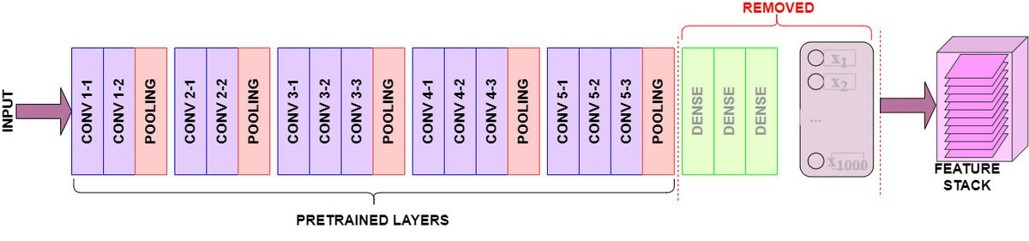 REMOVED
INPUT
CONV 1-1
CONV 1-2
POOLING
CONV 2-1
CONV 2-2
POOLING
CONV 3-1
CONV 3-2
CONV 3-3
POOLING
CONV 4-1
CONV 4-2
CONV 4-3
POOLING
CONV 5-1
CONV 5-2
CONV 5-3
POOLING
DENSE
DENSE
DENSE
x1
x2
...
x1000
FEATURE
STACK
PRETRAINED LAYERS